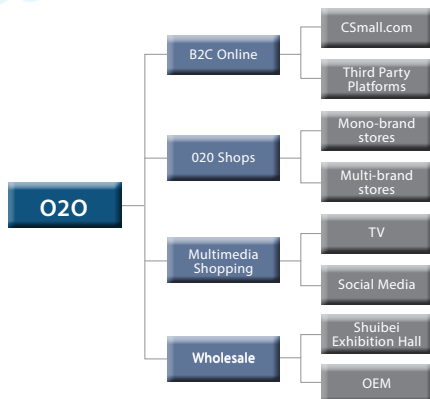 O2O
B2C Online
CSmall.com
Third Party
Platforms
020 Shops
Mono-brand
stores
Multi-brand
stores
Multimedia
Shopping
TV
Social Media
Wholesale
Shuibei
Exhibition Hall
OEM